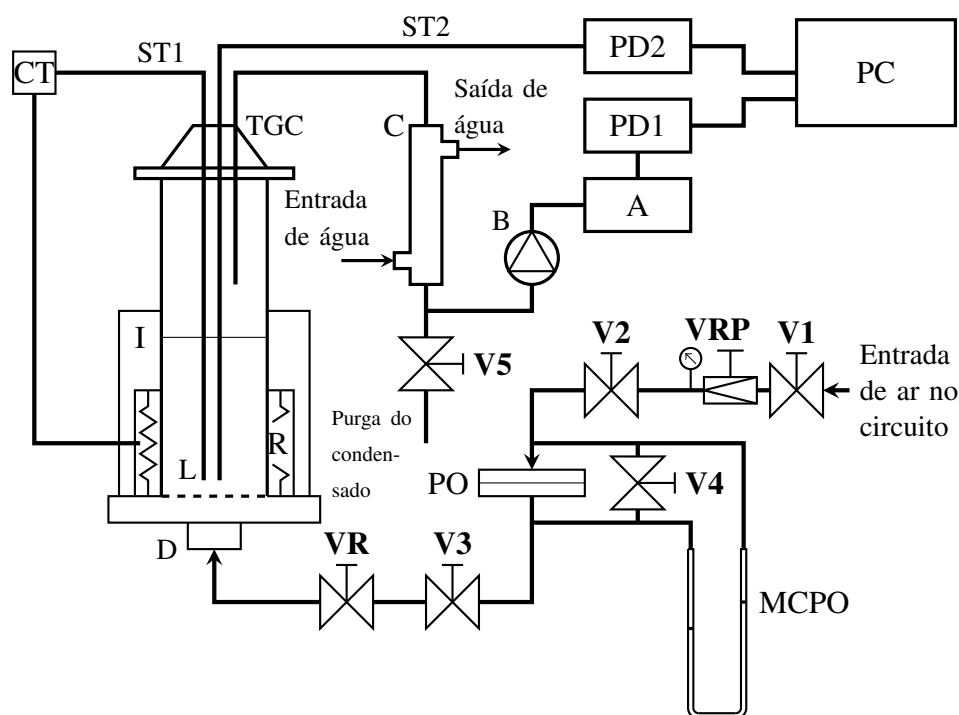 ST2
ST1
CT
PD2
PC
TGC
C
Saída de
água
PD1
A
Entrada
de água
B
I
V5
V2
VRP
V1
Entrada
de ar no
circuito
Purga do
conden-
sado
R
L
PO
V4
D
VR
V3
MCPO